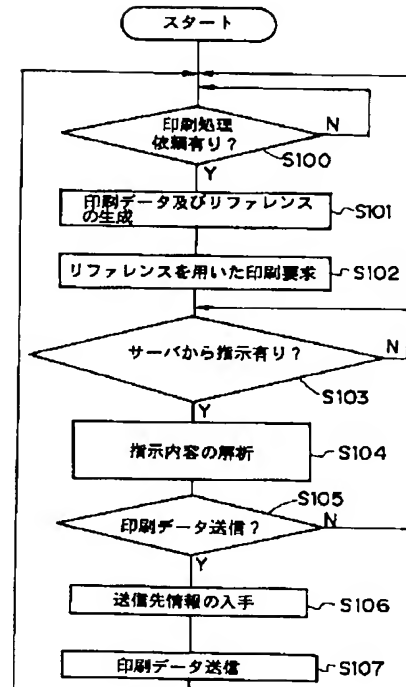 スタート
印刷処理
依頼有り？
N
S100
Y
印刷データ及びリファレンス
の生成
S101
リファレンスを用いた印刷要求
S102
サーバから指示有り？
N
S103
Y
指示内容の解析
S104
S105
印刷データ送信？
N
Y
送信先情報の入手
S106
印刷データ送信
S107